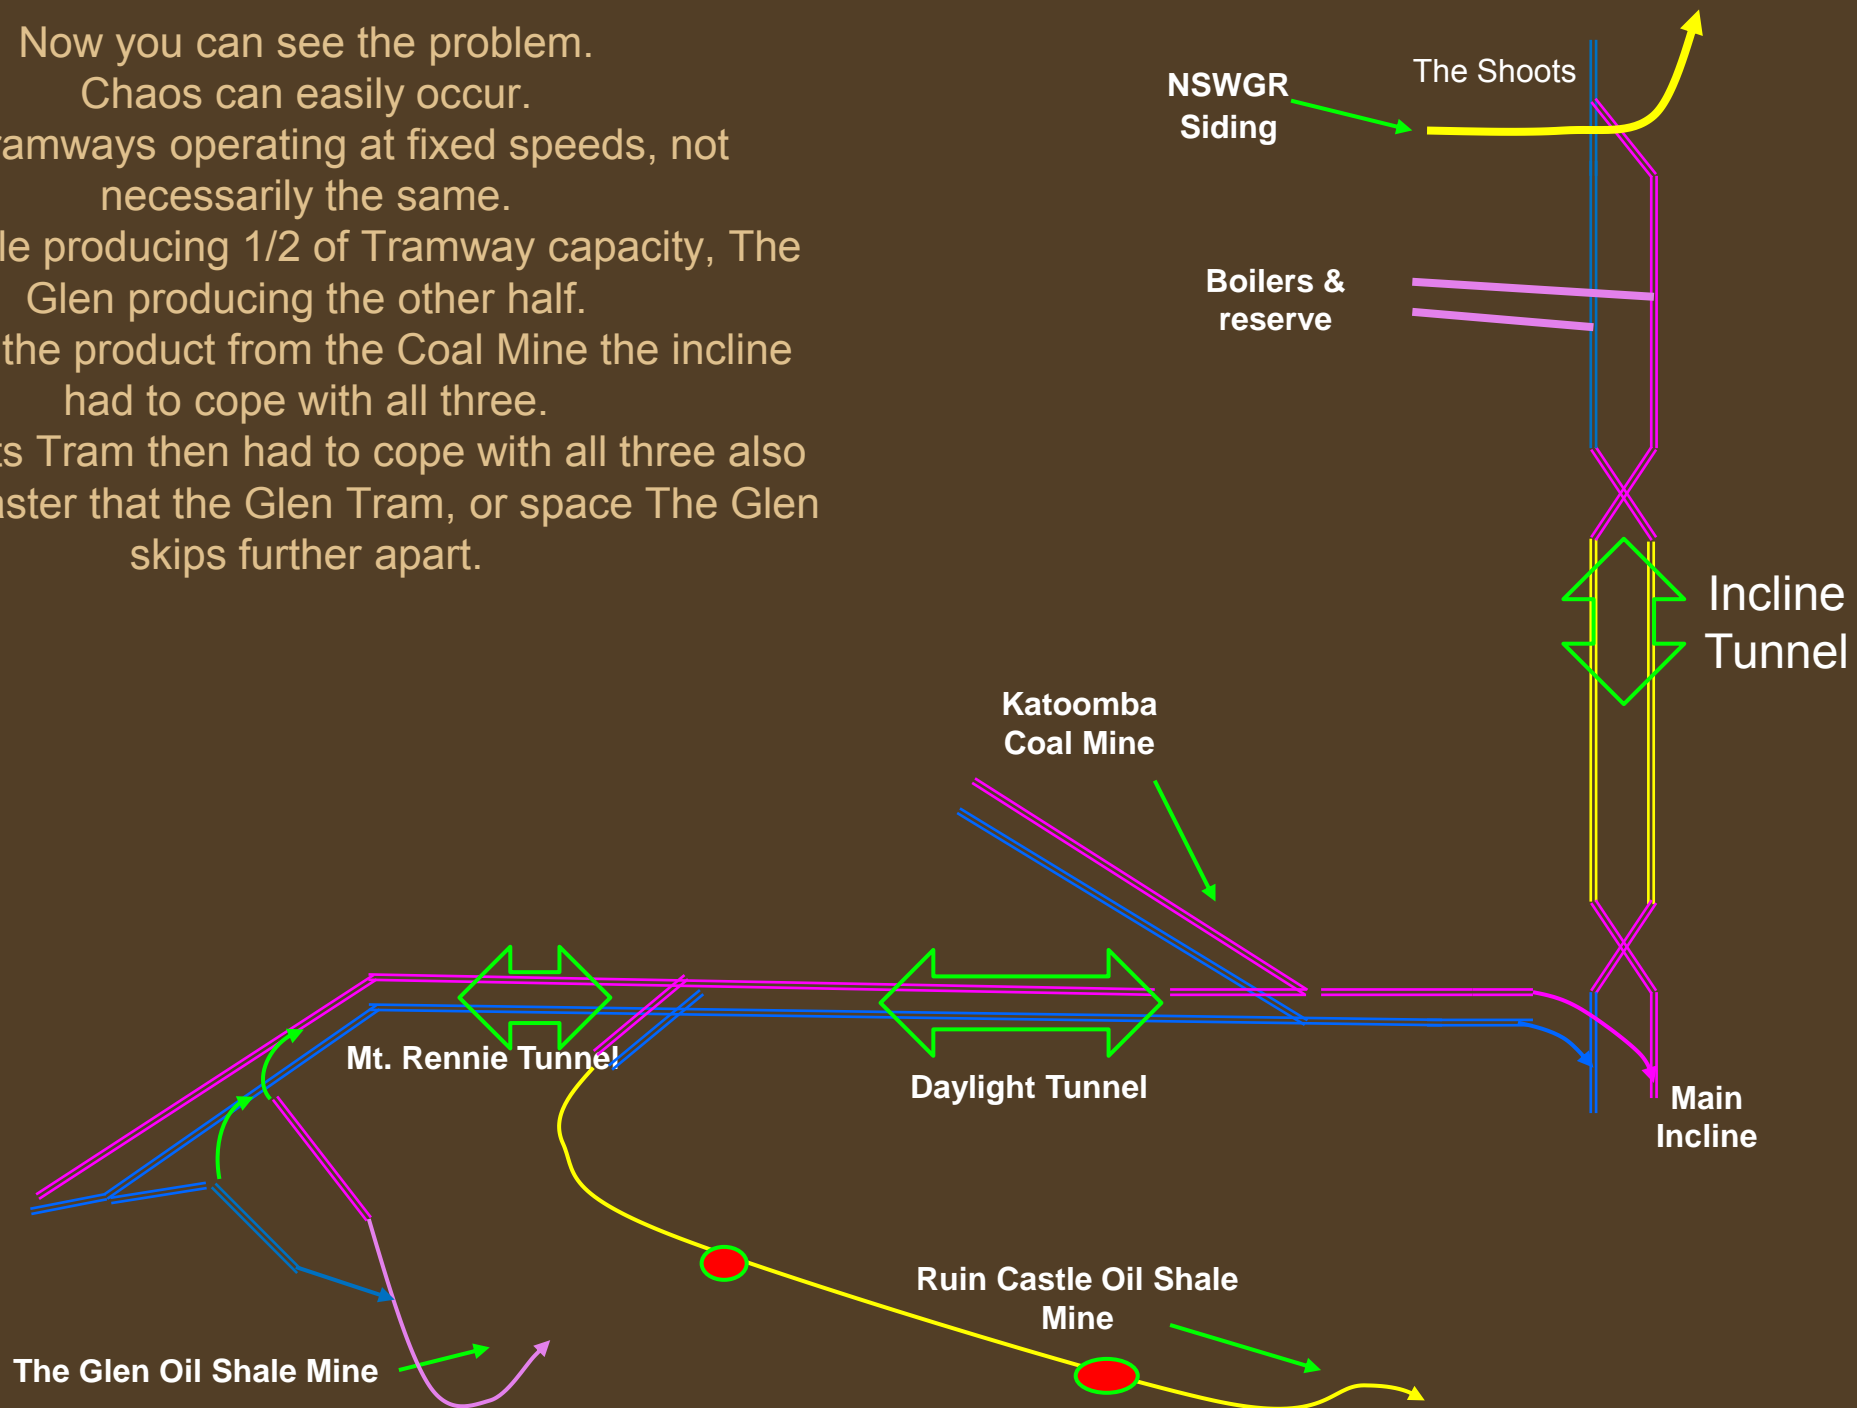 Now you can see the problem.
Chaos can easily occur.
ramways operating at fixed speeds, not
necessarily the same.
le producing 1/2 of Tramway capacity, The
Glen producing the other half.
the product from the Coal Mine the incline
had to cope with all three.
ts Tram then had to cope with all three also
aster that the Glen Tram, or space The Glen
skips further apart.
The Shoots
NSWGR
Siding
Boilers &
reserve
Incline
Tunnel
Katoomba
Coal Mine
Mt. Rennie Tunnel
Daylight Tunnel
Main
Incline
Ruin Castle Oil Shale
Mine
The Glen Oil Shale Mine